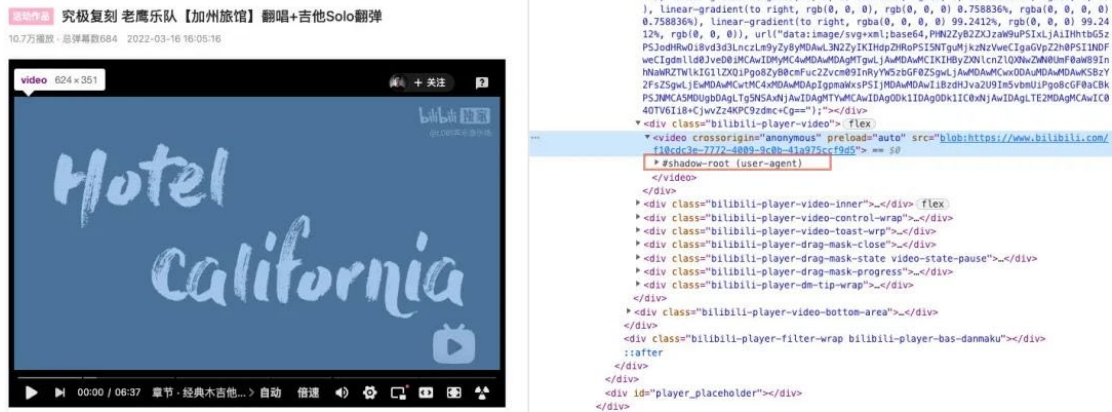 活动作品 究极复刻 老鹰乐队【加州旅馆】翻唱+吉他Solo翻弹
10.7万播放 · 总弹幕数684 2022-03-16 16:05:16
video 624×351
+ 关注
bilibili 独家
Hotel
California
00:00 / 06:37 章节 · 经典木吉他... > 自动 倍速
), linear-gradient(to right, rgb(0, 0, 0), rgb(0, 0, 0) 0.758836%, rgba(0, 0, 0, 0)
0.758836%), linear-gradient(to right, rgba(0, 0, 0, 0) 99.2412%, rgb(0, 0, 0) 99.24
12%, rgb(0, 0, 0)), url("data:image/svg+xml;base64,
<div class="bilibili-player-video"> flex
<video crossorigin="anonymous" preload="auto" src="blob:https://www.bilibili.com/
f10cdc3e-7772-4009-9c0b-41a975ccf9d5"> == $0
#shadow-root (user-agent)
</video>
</div>
<div class="bilibili-player-video-inner">…</div> flex
<div class="bilibili-player-video-control-wrap">…</div>
<div class="bilibili-player-video-toast-wrp">…</div>
<div class="bilibili-player-drag-mask-close">…</div>
<div class="bilibili-player-drag-mask-state video-state-pause">…</div>
<div class="bilibili-player-drag-mask-progress">…</div>
<div class="bilibili-player-dm-tip-wrap">…</div>
</div>
<div class="bilibili-player-video-bottom-area">…</div>
</div>
<div class="bilibili-player-filter-wrap bilibili-player-bas-danmaku"></div>
::after
</div>
</div>
<div id="player_placeholder"></div>
</div>